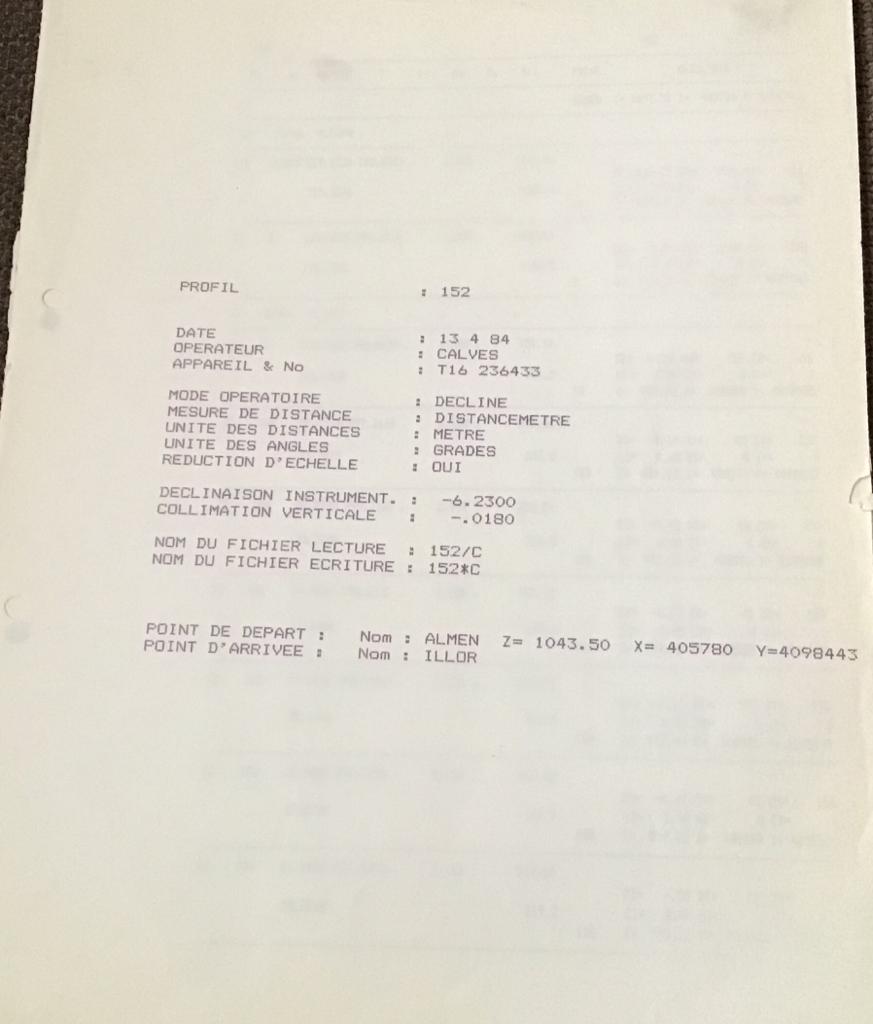 PROFIL : 152
DATE : 13 4 84
OPERATEUR : CALVES
APPAREIL & No : T16 236433
MODE OPERATOIRE : DECLINE
MESURE DE DISTANCE : DISTANCEMETRE
UNITE DES DISTANCES : METRE
UNITE DES ANGLES : GRADES
REDUCTION D'ECHELLE : OUI
DECLINAISON INSTRUMENT. : -6.2300
COLLIMATION VERTICALE : -.0180
NOM DU FICHIER LECTURE : 152/C
NOM DU FICHIER ECRITURE : 152*C
POINT DE DEPART : Nom : ALMEN Z= 1043.50 X= 405780 Y=4098443
POINT D'ARRIVEE : Nom : ILLOR